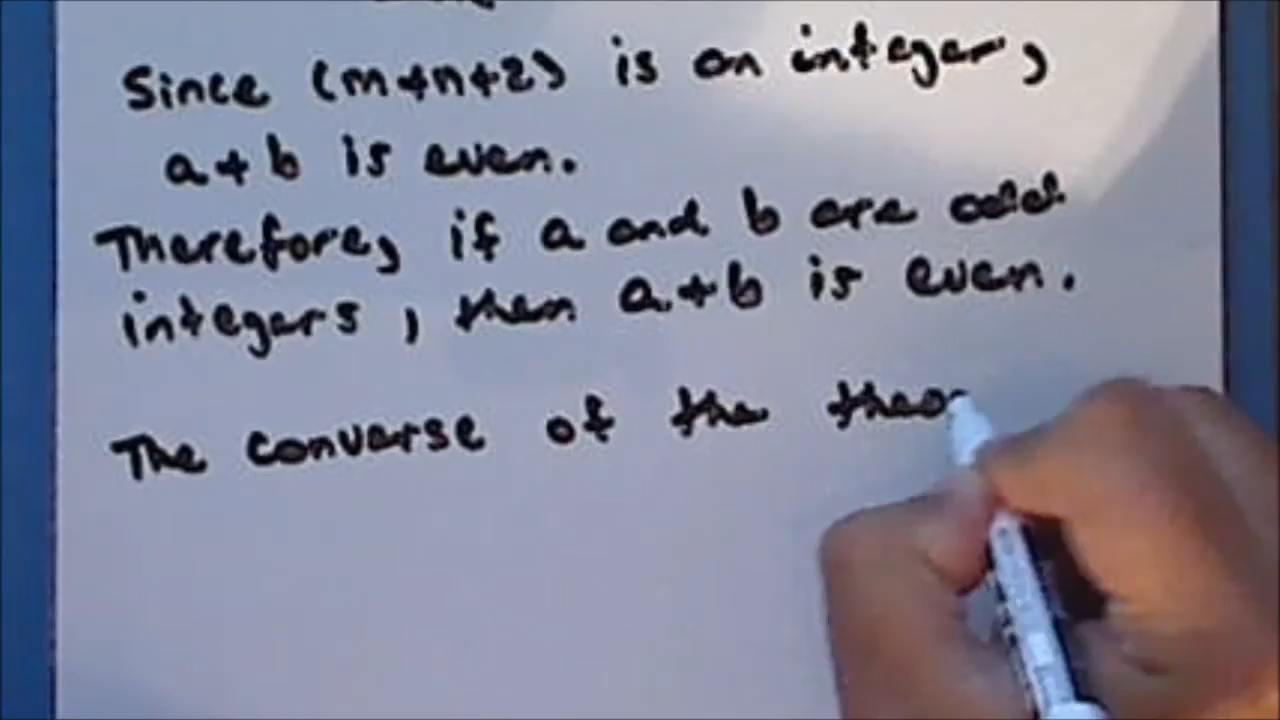 Since (m+n+2) is an integer,
a+b is even.
Therefore, if a and b are odd
integers, then a+b is even.
The converse of the theo